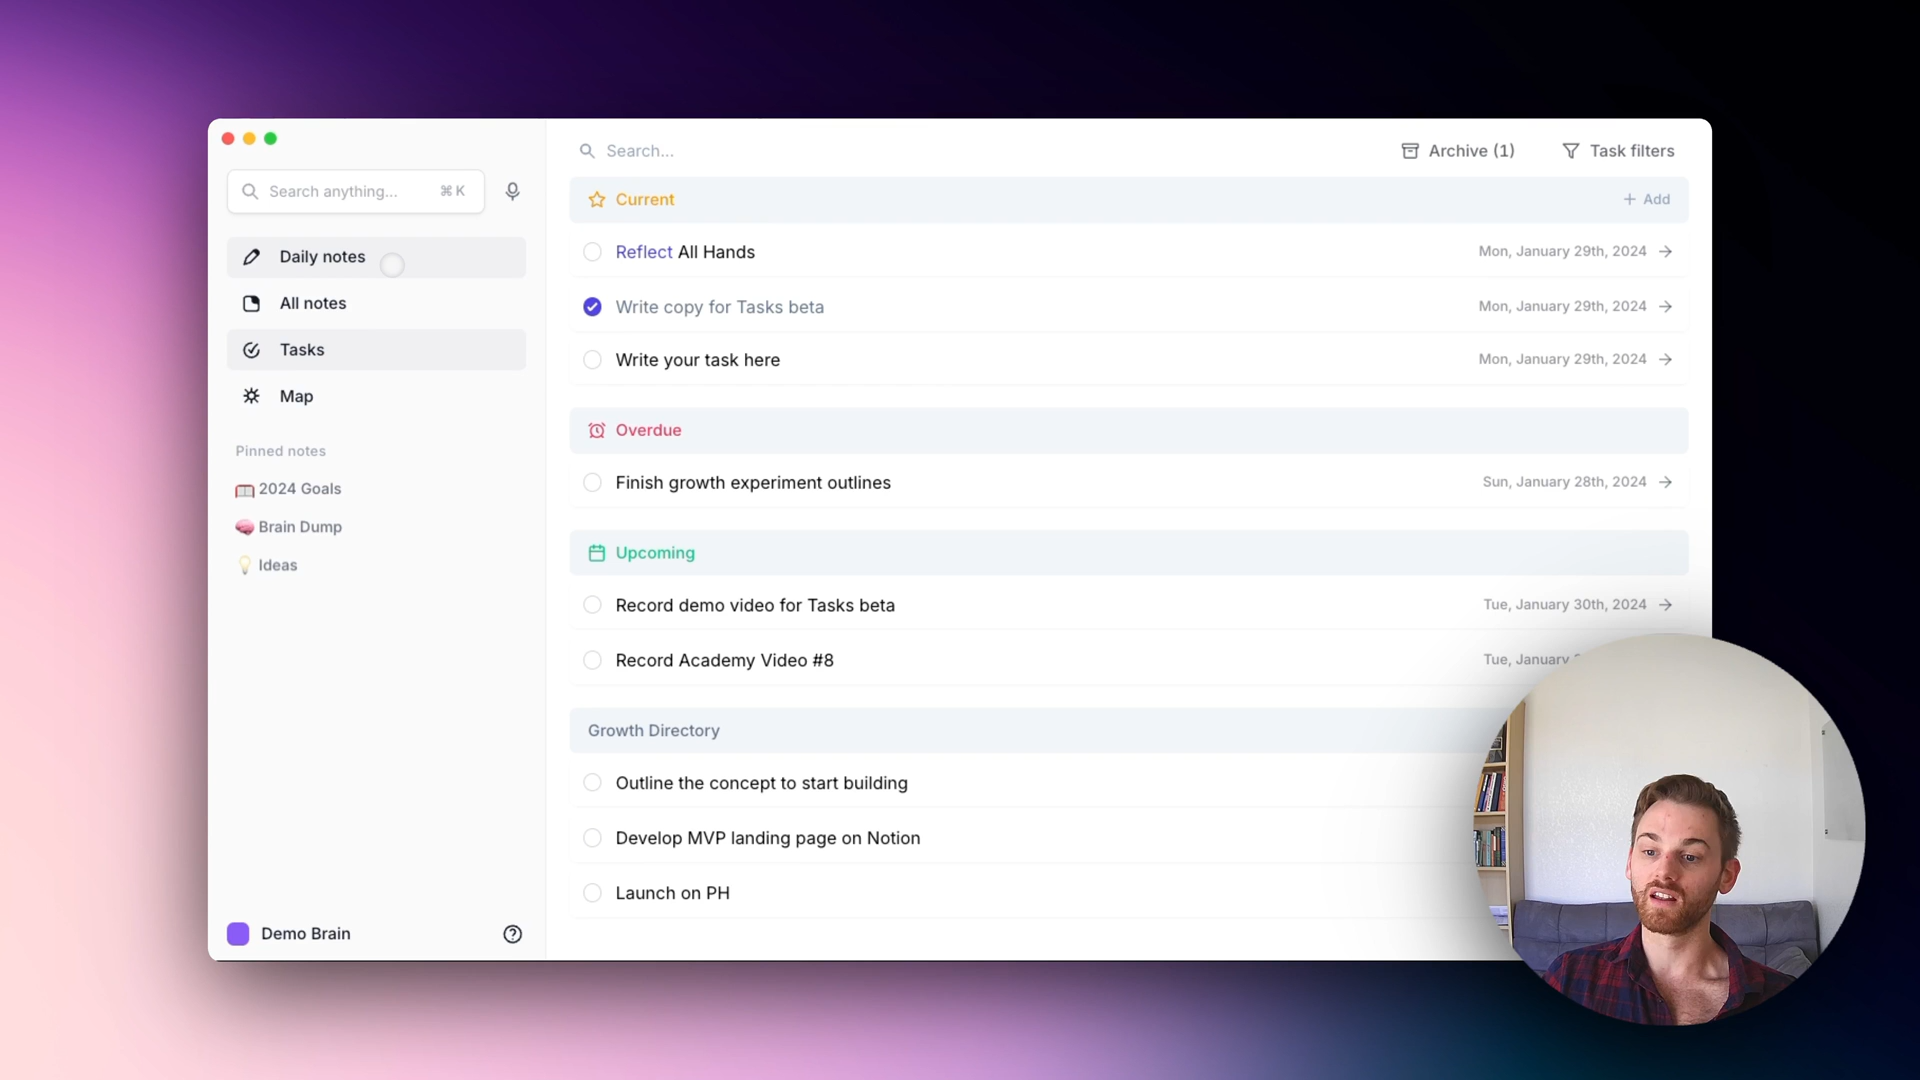 Search anything... ⌘ K
Daily notes
All notes
Tasks
Map
Pinned notes
2024 Goals
Brain Dump
Ideas
Demo Brain
Search...
Archive (1)
Task filters
Current
+ Add
Reflect All Hands Mon, January 29th, 2024
Write copy for Tasks beta Mon, January 29th, 2024
Write your task here Mon, January 29th, 2024
Overdue
Finish growth experiment outlines Sun, January 28th, 2024
Upcoming
Record demo video for Tasks beta Tue, January 30th, 2024
Record Academy Video #8 Tue, January
Growth Directory
Outline the concept to start building
Develop MVP landing page on Notion
Launch on PH